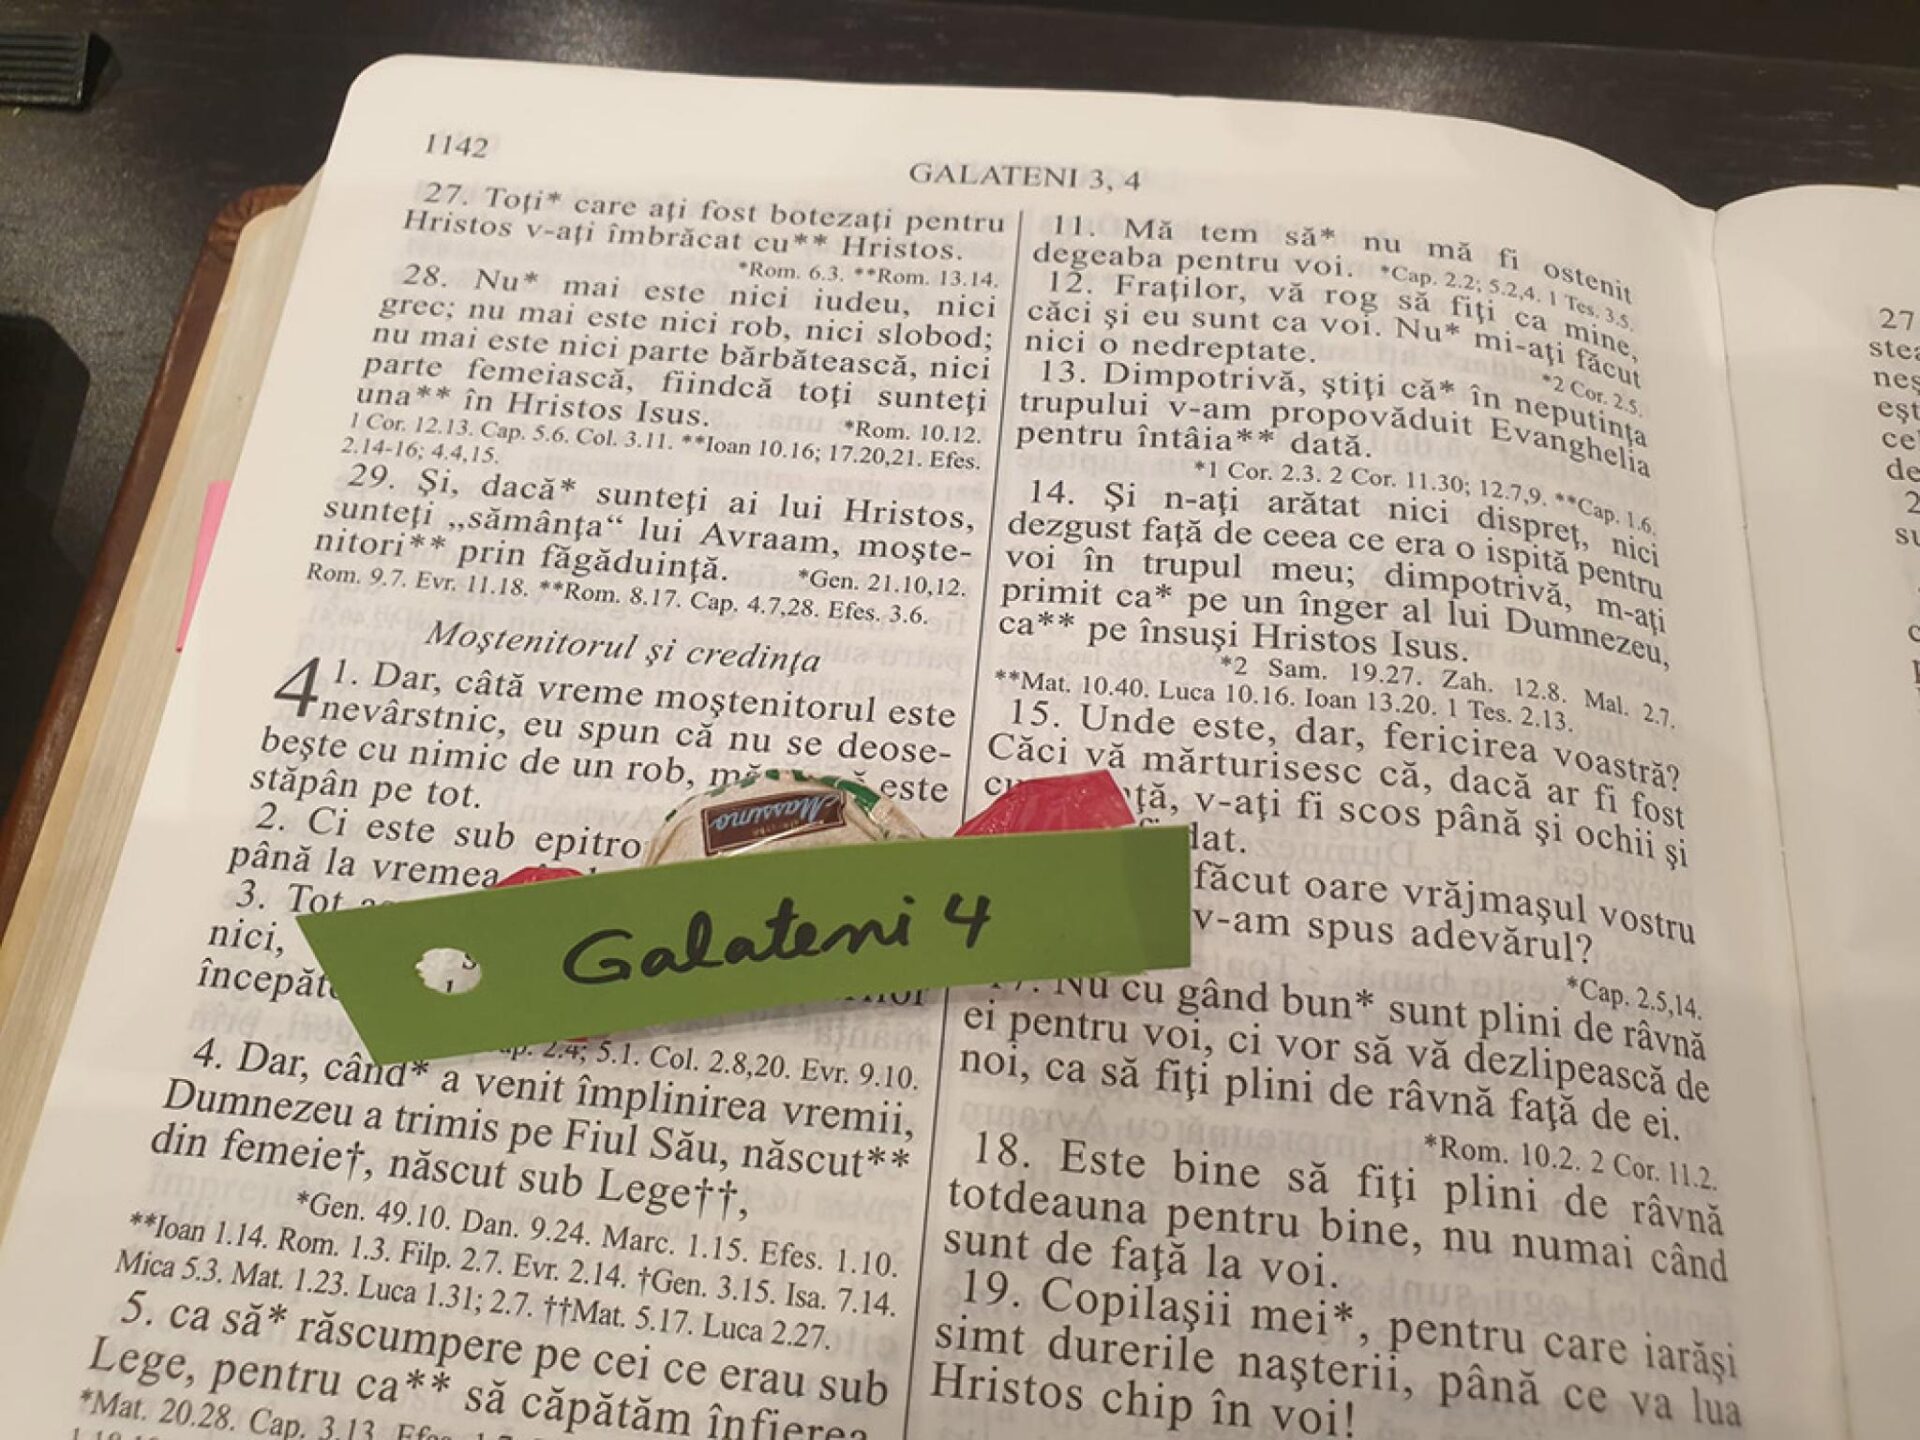 1142
GALATENI 3, 4
27. Toţi* care aţi fost botezaţi pentru
Hristos v-aţi îmbrăcat cu** Hristos.
*Rom. 6.3. **Rom. 13.14.
28. Nu* mai este nici iudeu, nici
grec; nu mai este nici rob, nici slobod;
nu mai este nici parte bărbătească, nici
parte femeiască, fiindcă toţi sunteţi
una** în Hristos Isus.
*Rom. 10.12.
1 Cor. 12.13. Cap. 5.6. Col. 3.11. **Ioan 10.16; 17.20,21. Efes.
2.14-16; 4.4,15.
29. Şi, dacă* sunteţi ai lui Hristos,
sunteţi „sămânţa“ lui Avraam, moşte-
nitori** prin făgăduinţă.
*Gen. 21.10,12.
Rom. 9.7. Evr. 11.18. **Rom. 8.17. Cap. 4.7,28. Efes. 3.6.
Moştenitorul şi credinţa
4 1. Dar, câtă vreme moştenitorul este
nevârstnic, eu spun că nu se deose-
beşte cu nimic de un rob, este
stăpân pe tot.
2. Ci este sub
până la vremea
3. Tot
nici,
Cap. 2.4; 5.1. Col. 2.8,20. Evr. 9.10.
4. Dar, când* a venit împlinirea vremii,
Dumnezeu a trimis pe Fiul Său, născut**
din femeie†, născut sub Lege††,
*Gen. 49.10. Dan. 9.24. Marc. 1.15. Efes. 1.10.
**Ioan 1.14. Rom. 1.3. Filp. 2.7. Evr. 2.14. †Gen. 3.15. Isa. 7.14.
Mica 5.3. Mat. 1.23. Luca 1.31; 2.7. ††Mat. 5.17. Luca 2.27.
5. ca să* răscumpere pe cei ce erau sub
Lege, pentru ca** să căpătăm înfierea.
*Mat. 20.28. Cap. 3.13.
11. Mă tem să* nu mă fi ostenit
degeaba pentru voi. *Cap. 2.2; 5.2,4. 1 Tes. 3.5.
12. Fraţilor, vă rog să fiţi ca mine,
căci şi eu sunt ca voi. Nu* mi-aţi făcut
nici o nedreptate.
*2 Cor. 2.5.
13. Dimpotrivă, ştiţi că* în neputinţa
trupului v-am propovăduit Evanghelia
pentru întâia** dată.
*1 Cor. 2.3. 2 Cor. 11.30; 12.7,9. **Cap. 1.6.
14. Şi n-aţi arătat nici dispreţ, nici
dezgust faţă de ceea ce era o ispită pentru
voi în trupul meu; dimpotrivă, m-aţi
primit ca* pe un înger al lui Dumnezeu,
ca** pe însuşi Hristos Isus.
*2 Sam. 19.27. Zah. 12.8. Mal. 2.7.
**Mat. 10.40. Luca 10.16. Ioan 13.20. 1 Tes. 2.13.
15. Unde este, dar, fericirea voastră?
Căci vă mărturisesc că, dacă ar fi fost
v-aţi fi scos până şi ochii şi
dat.
făcut oare vrăjmaşul vostru
v-am spus adevărul?
*Cap. 2.5,14.
17. Nu cu gând bun* sunt plini de râvnă
ei pentru voi, ci vor să vă dezlipească de
noi, ca să fiţi plini de râvnă faţă de ei.
*Rom. 10.2. 2 Cor. 11.2.
18. Este bine să fiţi plini de râvnă
totdeauna pentru bine, nu numai când
sunt de faţă la voi.
19. Copilaşii mei*, pentru care iarăşi
simt durerile naşterii, până ce va lua
Hristos chip în voi!
Massimo
Galateni 4
27